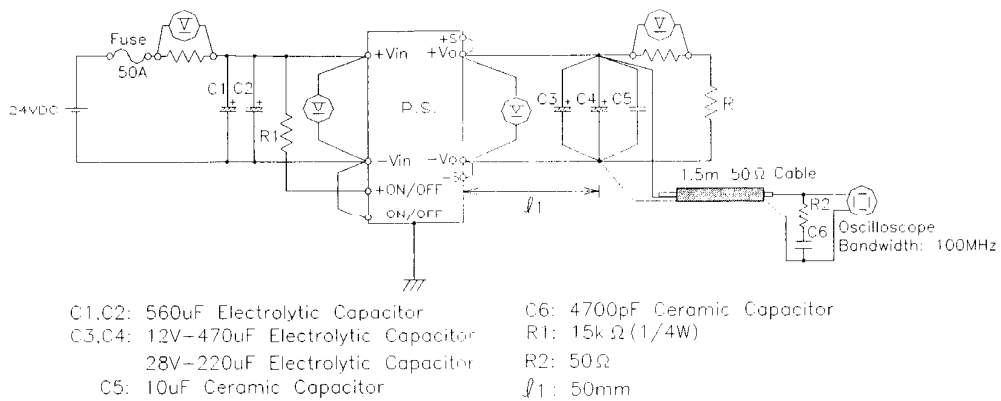 Fuse
50A
24VDC
C1 C2
R1
V
V
V
V
+Vin
-Vin
+ON/OFF
ON/OFF
P.S.
+S
+Vo
-Vo
-S
C3 C4 C5
R
ℓ1
1.5m 50Ω Cable
R2
C6
Oscilloscope
Bandwidth: 100MHz
C1,C2: 560uF Electrolytic Capacitor
C3,C4: 12V-470uF Electrolytic Capacitor
28V-220uF Electrolytic Capacitor
C5: 10uF Ceramic Capacitor
C6: 4700pF Ceramic Capacitor
R1: 15kΩ(1/4W)
R2: 50Ω
ℓ1: 50mm